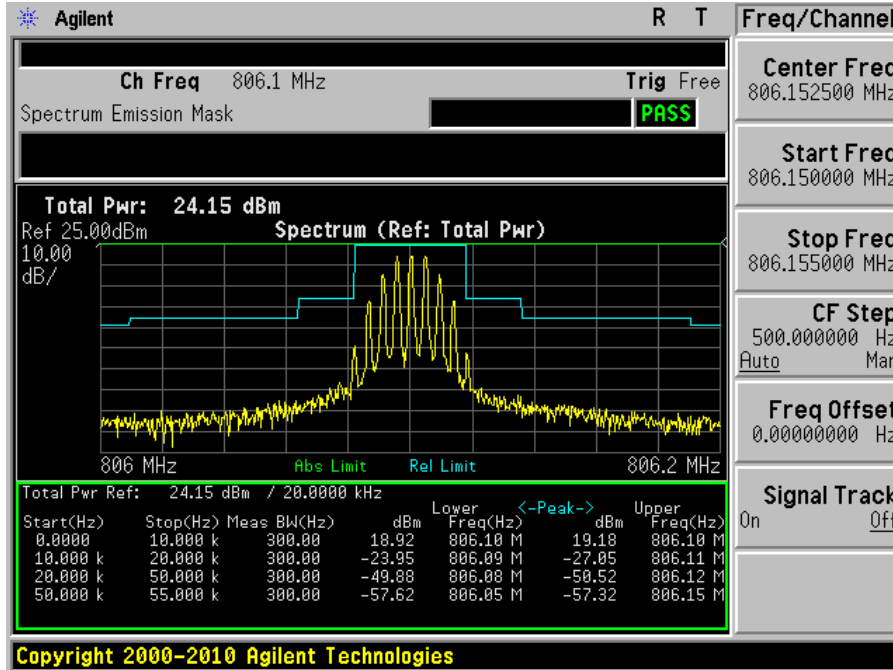 Agilent R T
Freq/Channel
Ch Freq 806.1 MHz Trig Free
Spectrum Emission Mask PASS
Center Freq
806.152500 MHz
Start Freq
806.150000 MHz
Stop Freq
806.155000 MHz
CF Step
500.000000 Hz
Auto Man
Freq Offset
0.00000000 Hz
Signal Track
On Off
Total Pwr: 24.15 dBm
Ref 25.00dBm Spectrum (Ref: Total Pwr)
10.00
dB/
806 MHz Abs Limit Rel Limit 806.2 MHz
Total Pwr Ref: 24.15 dBm / 20.0000 kHz
Lower <-Peak-> Upper
Start(Hz) Stop(Hz) Meas BW(Hz) dBm Freq(Hz) dBm Freq(Hz)
0.0000 10.000 k 300.00 18.92 806.10 M 19.18 806.10 M
10.000 k 20.000 k 300.00 -23.95 806.09 M -27.05 806.11 M
20.000 k 50.000 k 300.00 -49.88 806.08 M -50.52 806.12 M
50.000 k 55.000 k 300.00 -57.62 806.05 M -57.32 806.15 M
Copyright 2000-2010 Agilent Technologies